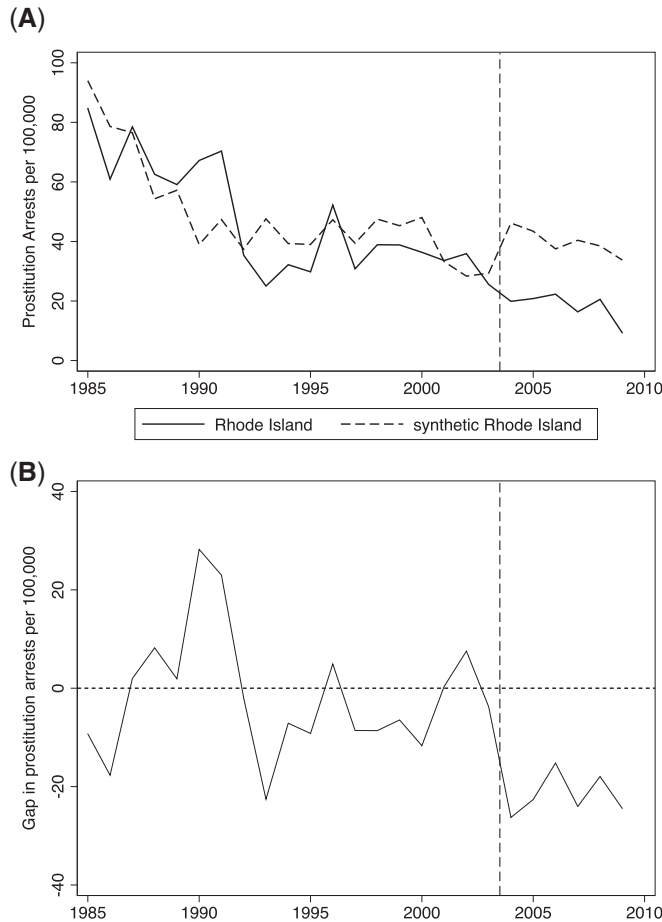 (A)
Prostitution Arrests per 100,000
100
80
60
40
20
0
1985 1990 1995 2000 2005 2010
Rhode Island synthetic Rhode Island
(B)
Gap in prostitution arrests per 100,000
40
20
0
-20
-40
1985 1990 1995 2000 2005 2010